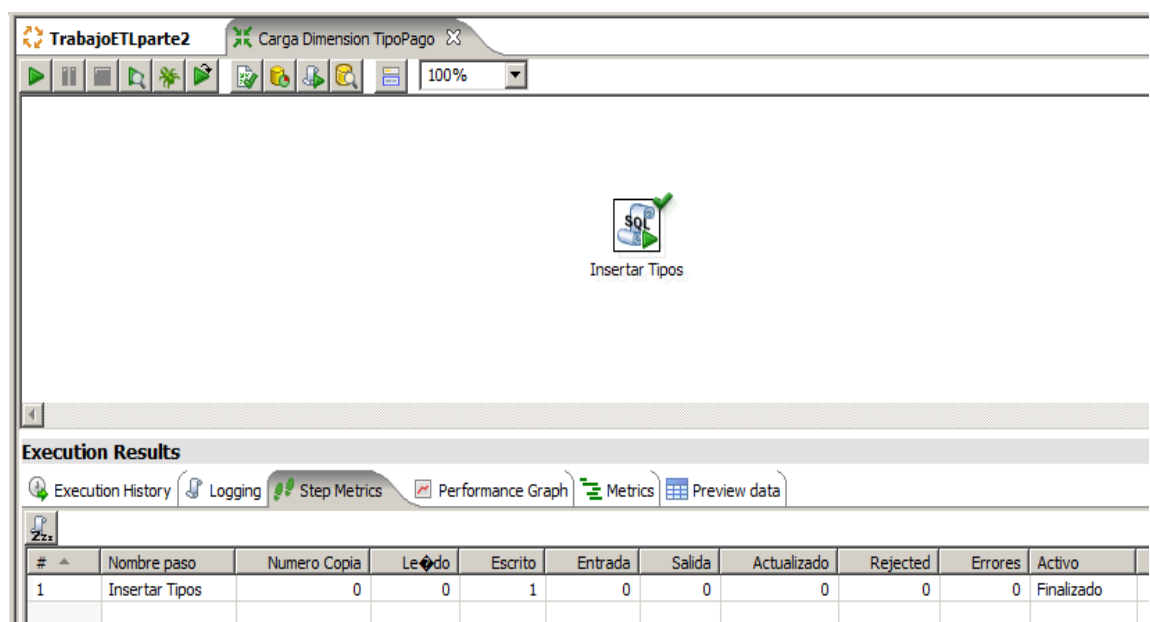 TrabajoETLparte2 Carga Dimension TipoPago
100%
SQL
Insertar Tipos
Execution Results
Execution History Logging Step Metrics Performance Graph Metrics Preview data
Zzz
# Nombre paso Numero Copia Le�do Escrito Entrada Salida Actualizado Rejected Errores Activo
1 Insertar Tipos 0 0 1 0 0 0 0 0 Finalizado